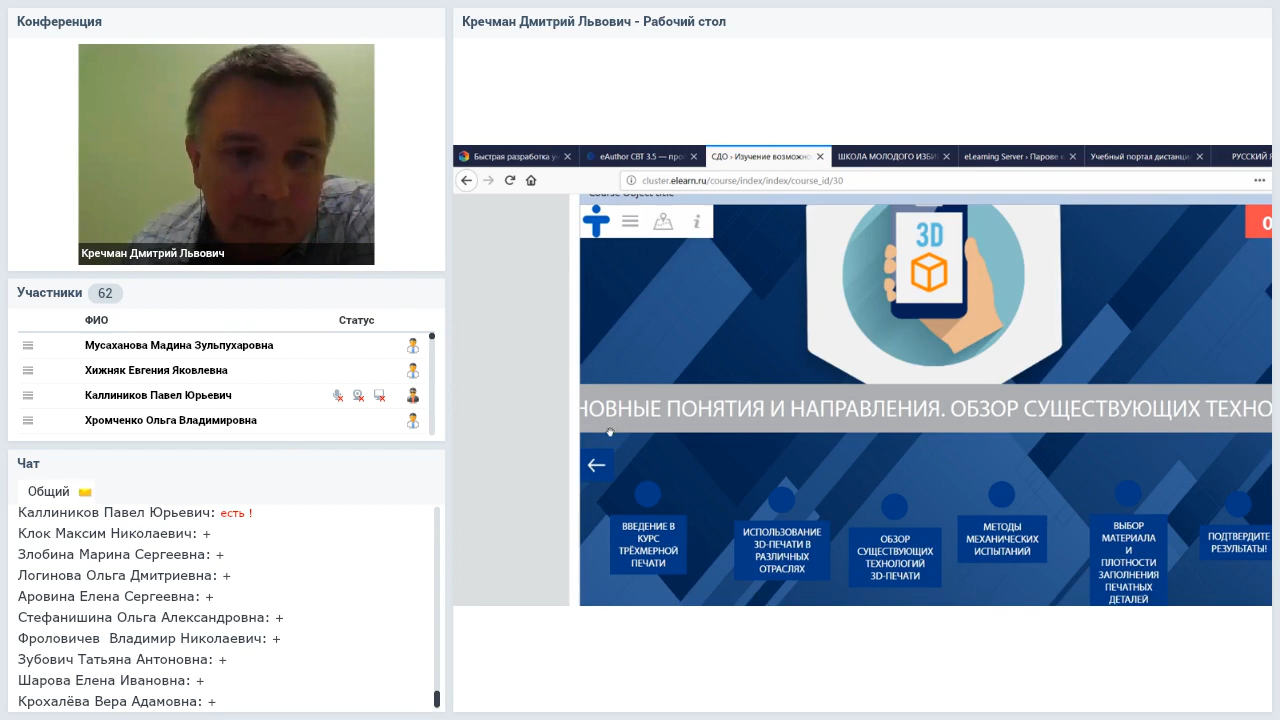 Конференция
Кречман Дмитрий Львович
Участники 62
ФИО Статус
Мусаханова Мадина Зульпухаровна
Хижняк Евгения Яковлевна
Каллиников Павел Юрьевич
Хромченко Ольга Владимировна
Чат
Общий
Каллиников Павел Юрьевич: есть !
Клок Максим Николаевич: +
Злобина Марина Сергеевна: +
Логинова Ольга Дмитриевна: +
Аровина Елена Сергеевна: +
Стефанишина Ольга Александровна: +
Фроловичев Владимир Николаевич: +
Зубович Татьяна Антоновна: +
Шарова Елена Ивановна: +
Крохалёва Вера Адамовна: +
Кречман Дмитрий Львович - Рабочий стол
Быстрая разработка у eAuthor CBT 3.5 — про СДО › Изучение возможно ШКОЛА МОЛОДОГО ИЗБИ eLearning Server › Парове к Учебный портал дистанци РУССКИЙ Я
cluster.elearn.ru/course/index/index/course_id/30
Course Object title
3D
0
НОВНЫЕ ПОНЯТИЯ И НАПРАВЛЕНИЯ. ОБЗОР СУЩЕСТВУЮЩИХ ТЕХНО
ВВЕДЕНИЕ В
КУРС
ТРЁХМЕРНОЙ
ПЕЧАТИ
ИСПОЛЬЗОВАНИЕ
3D-ПЕЧАТИ В
РАЗЛИЧНЫХ
ОТРАСЛЯХ
ОБЗОР
СУЩЕСТВУЮЩИХ
ТЕХНОЛОГИЙ
3D-ПЕЧАТИ
МЕТОДЫ
МЕХАНИЧЕСКИХ
ИСПЫТАНИЙ
ВЫБОР
МАТЕРИАЛА
И
ПЛОТНОСТИ
ЗАПОЛНЕНИЯ
ПЕЧАТНЫХ
ДЕТАЛЕЙ
ПОДТВЕРДИТЕ
РЕЗУЛЬТАТЫ!